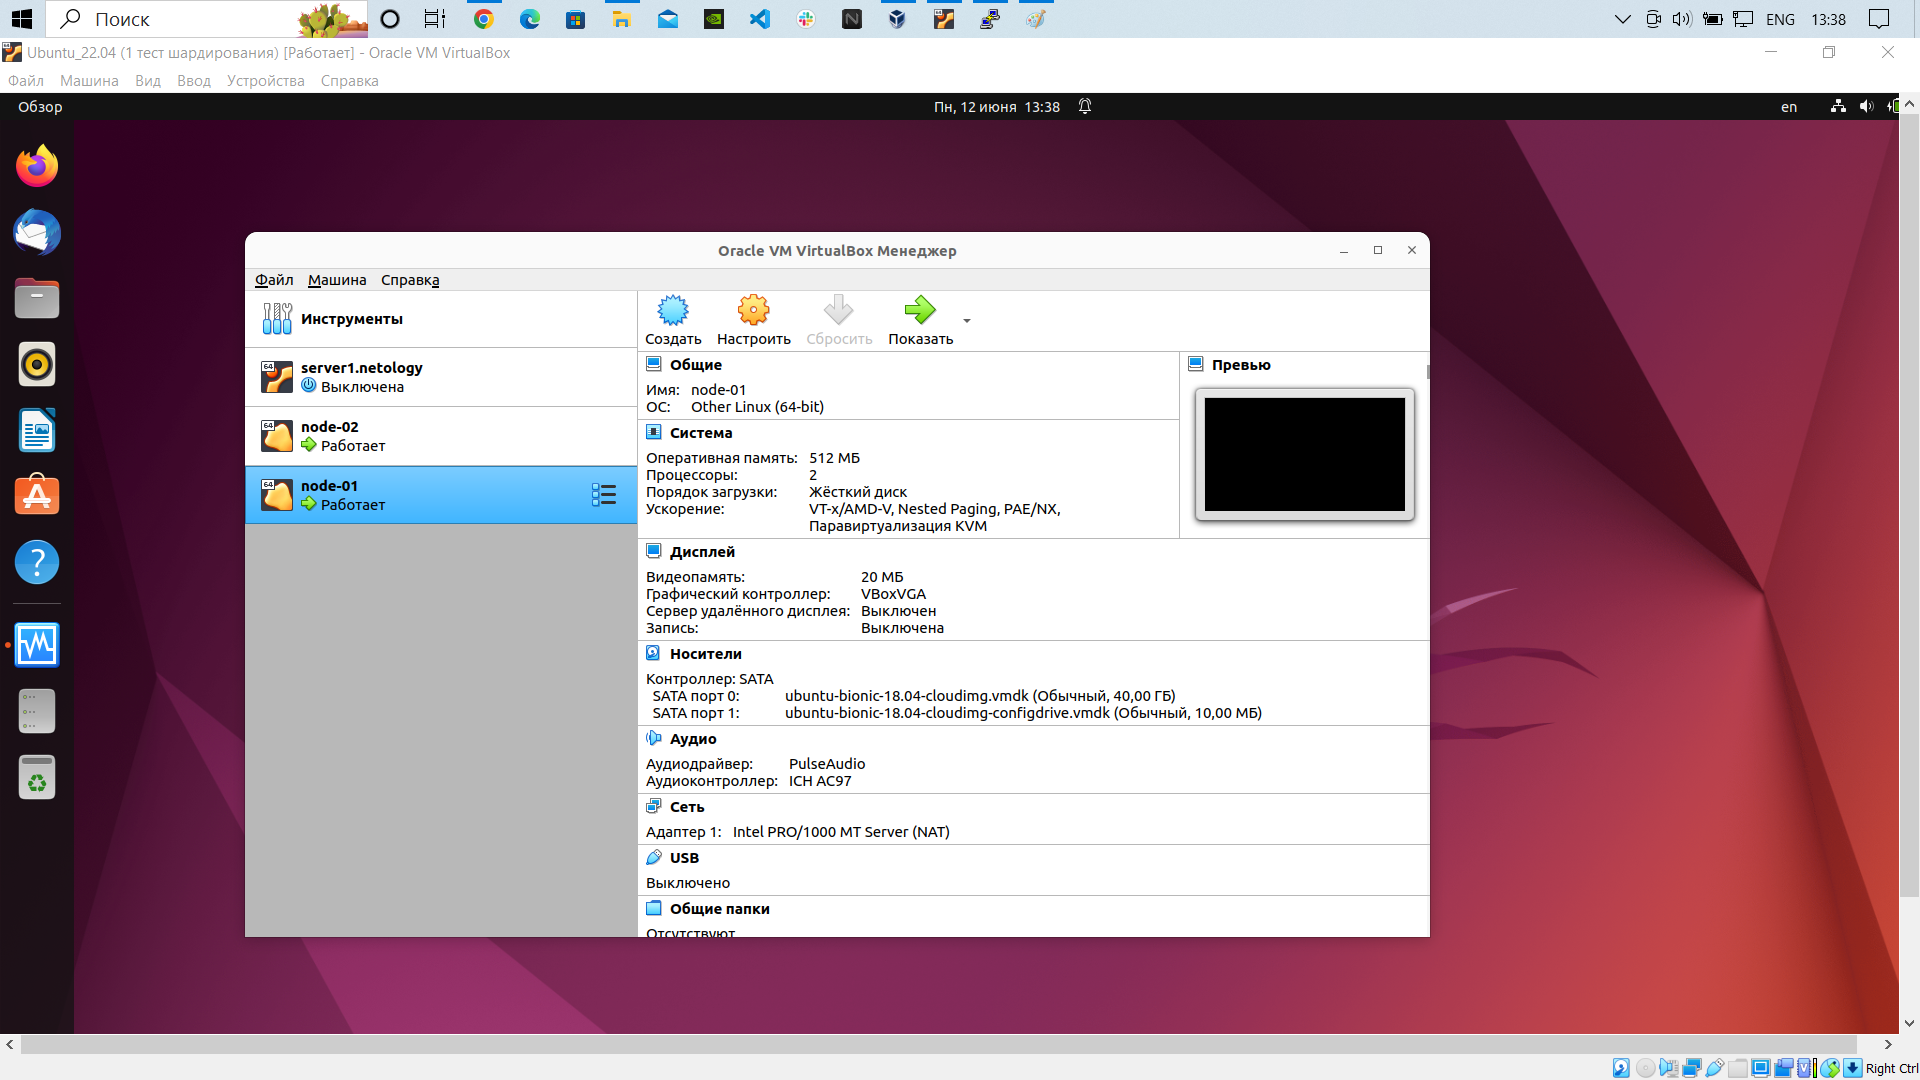 Поиск
ENG
13:38
Ubuntu_22.04 (1 тест шардирования) [Работает] - Oracle VM VirtualBox
Файл Машина Вид Ввод Устройства Справка
Обзор
Пн, 12 июня 13:38
en
Oracle VM VirtualBox Менеджер
Файл Машина Справка
Инструменты
Создать
Настроить
Сбросить
Показать
64
server1.netology
Выключена
64
node-02
Работает
64
node-01
Работает
Общие
Имя: node-01
ОС: Other Linux (64-bit)
Превью
Система
Оперативная память: 512 МБ
Процессоры: 2
Порядок загрузки: Жёсткий диск
Ускорение: VT-x/AMD-V, Nested Paging, PAE/NX,
Паравиртуализация KVM
Дисплей
Видеопамять: 20 МБ
Графический контроллер: VBoxVGA
Сервер удалённого дисплея: Выключен
Запись: Выключена
Носители
Контроллер: SATA
SATA порт 0: ubuntu-bionic-18.04-cloudimg.vmdk (Обычный, 40,00 ГБ)
SATA порт 1: ubuntu-bionic-18.04-cloudimg-configdrive.vmdk (Обычный, 10,00 МБ)
Аудио
Аудиодрайвер: PulseAudio
Аудиоконтроллер: ICH AC97
Сеть
Адаптер 1: Intel PRO/1000 MT Server (NAT)
USB
Выключено
Общие папки
Отсутствуют
Right Ctrl